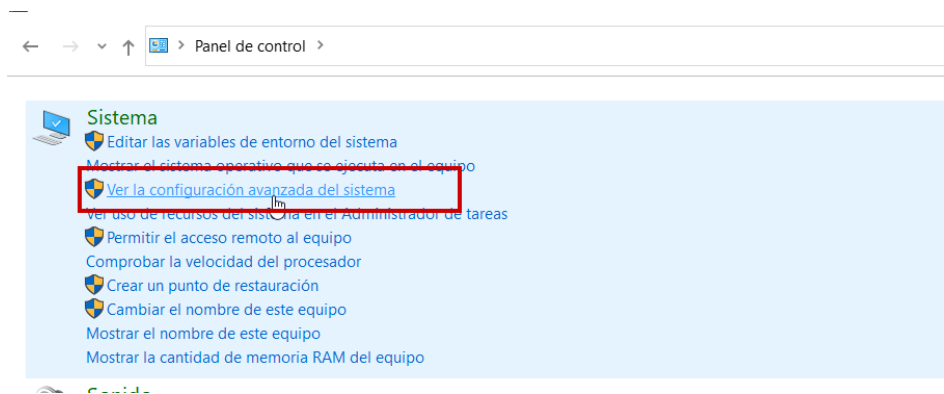 Panel de control
Sistema
Editar las variables de entorno del sistema
Mostrar el sistema operativo que se ejecuta en el equipo
Ver la configuración avanzada del sistema
Ver uso de recursos del sistema en el Administrador de tareas
Permitir el acceso remoto al equipo
Comprobar la velocidad del procesador
Crear un punto de restauración
Cambiar el nombre de este equipo
Mostrar el nombre de este equipo
Mostrar la cantidad de memoria RAM del equipo
Sonido